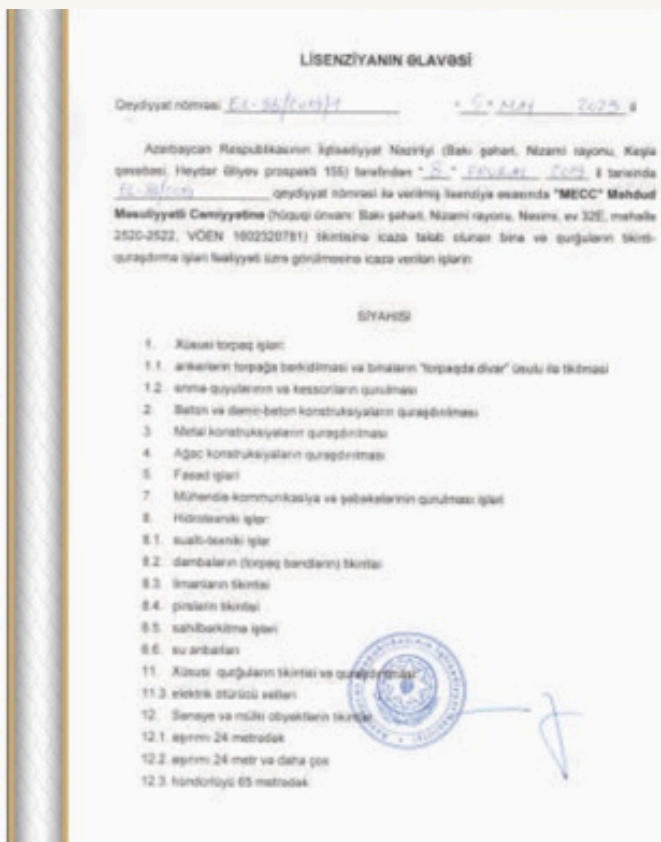 LİSENZİYANIN ƏLAVƏSİ
Qeydiyyat nömrəsi
Azərbaycan Respublikasının İqtisadiyyat Nazirliyi (Bakı şəhəri, Nizami rayonu, Keşlə
qəsəbəsi, Heydər Əliyev prospekti 155) tərəfindən " 8 " il tarixində
qeydiyyat nömrəsi ilə verilmiş lisenziya əsasında "MECC" Məhdud
Məsuliyyətli Cəmiyyətinə (hüquqi ünvanı: Bakı şəhəri, Nizami rayonu, Nəsimi, ev 32E, məhəllə
2520-2522, VÖEN 1602320781) tikintisinə icazə tələb olunan bina və qurğuların tikinti-
quraşdırma işləri fəaliyyəti üzrə görülməsinə icazə verilən işlərin
SİYAHISI
1. Xüsusi torpaq işləri:
1.1. ankerlərin torpağa bərkidilməsi və binaların "torpaqda divar" üsulu ilə tikilməsi
1.2. enmə quyularının və kessonların qurulması
2. Beton və dəmir-beton konstruksiyaların quraşdırılması
3. Metal konstruksiyaların quraşdırılması
4. Ağac konstruksiyaların quraşdırılması
5. Fasad işləri
7. Mühəndis-kommunikasiya və şəbəkələrinin qurulması işləri
8. Hidrotexniki işlər:
8.1. sualtı-texniki işlər
8.2. dambaların (torpaq bəndlərin) tikintisi
8.3. limanların tikintisi
8.4. pirslərin tikintisi
8.5. sahilbərkitmə işləri
8.6. su anbarları
11. Xüsusi qurğuların tikintisi və quraşdırılması:
11.3. elektrik ötürücü xətləri
12. Sənaye və mülki obyektlərin tikintisi
12.1. aşırımı 24 metrədək
12.2. aşırımı 24 metr və daha çox
12.3. hündürlüyü 65 metrədək